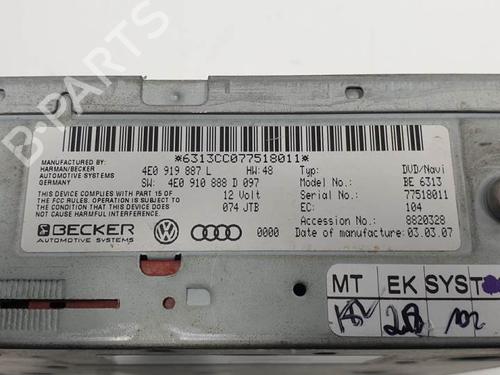 *6313CC077518011*
MANUFACTURED BY:
HARMAN/BECKER
AUTOMOTIVE SYSTEMS
GERMANY
4E0 919 887 L HW:48
SW: 4E0 910 888 D 097
THIS DEVICE COMPLIES WITH PART 15 OF
THE FCC RULES. OPERATION IS SUBJECT TO
THE CONDITION THAT THIS DEVICE DOES
NOT CAUSE HARMFUL INTERFERENCE
12 Volt
074 JTB
BECKER
AUTOMOTIVE SYSTEMS
0000
Typ: DVD/Navi
Model: BE 6313
Serial No: 77518011
EC: 104
Accession No: 8820328
Date of manufacture: 03.03.07
MT EK SYST